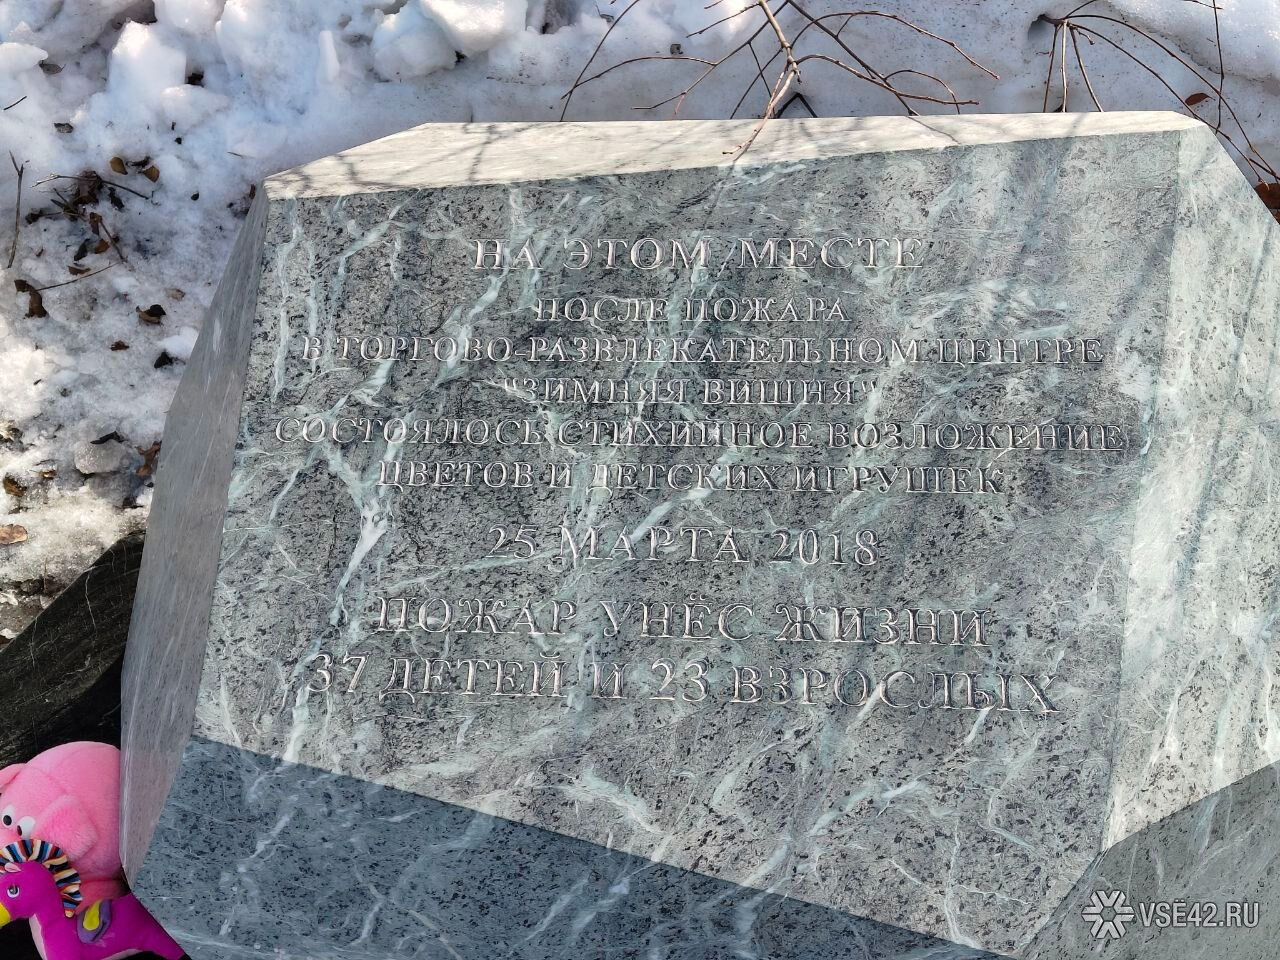 НА ЭТОМ МЕСТЕ
ПОСЛЕ ПОЖАРА
В ТОРГОВО-РАЗВЛЕКАТЕЛЬНОМ ЦЕНТРЕ
"ЗИМНЯЯ ВИШНЯ"
СОСТОЯЛОСЬ СТИХИЙНОЕ ВОЗЛОЖЕНИЕ
ЦВЕТОВ И ДЕТСКИХ ИГРУШЕК
25 МАРТА 2018
ПОЖАР УНЁС ЖИЗНИ
37 ДЕТЕЙ И 23 ВЗРОСЛЫХ
VSË42.RU